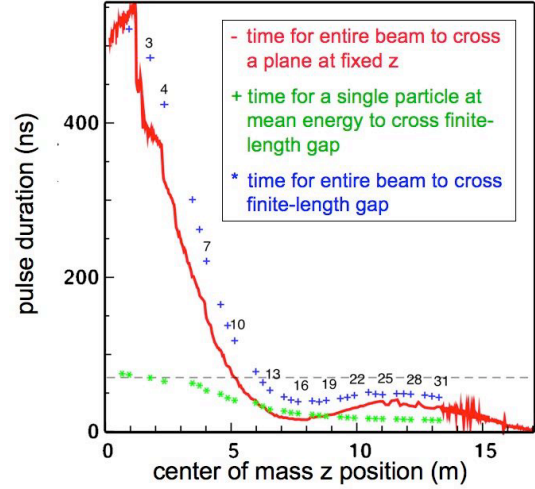 - time for entire beam to cross
a plane at fixed z
+ time for a single particle at
mean energy to cross finite-
length gap
* time for entire beam to cross
finite-length gap
pulse duration (ns)
400
200
0
3
4
7
10
13
16
19
22
25
28
31
0
5
10
15
center of mass z position (m)